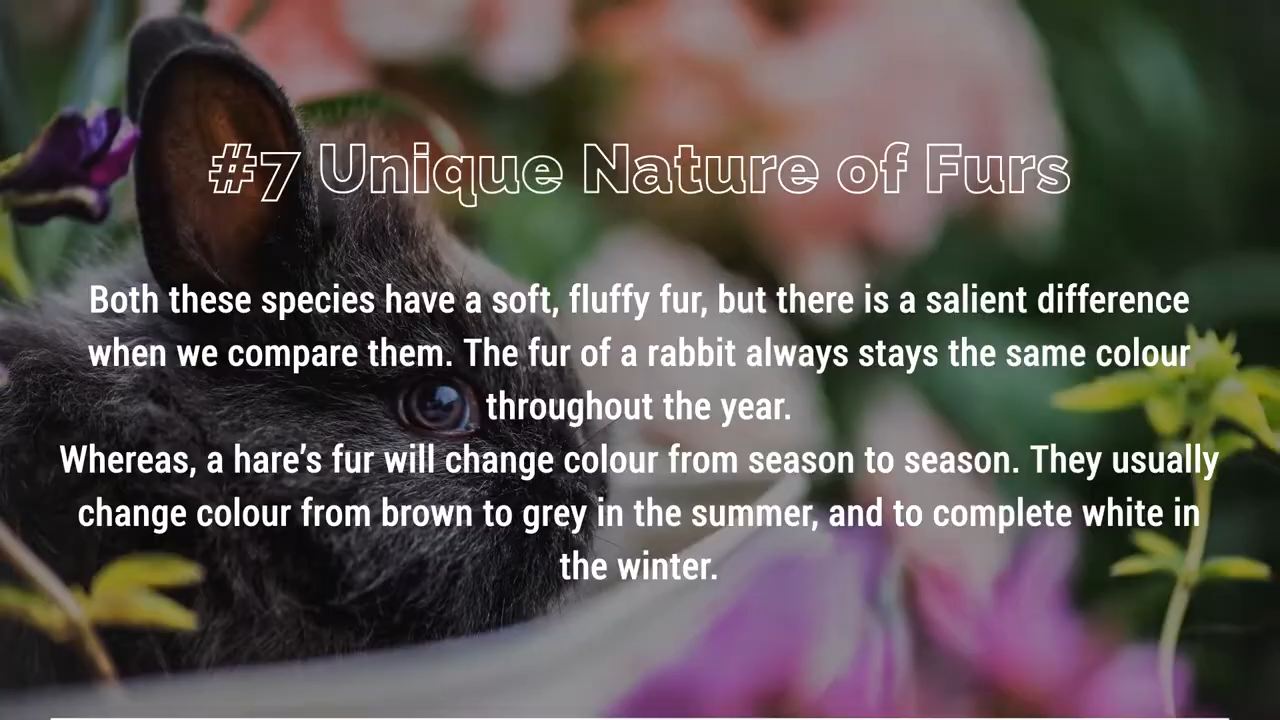 #7 Unique Nature of Furs
Both these species have a soft, fluffy fur, but there is a salient difference
when we compare them. The fur of a rabbit always stays the same colour
throughout the year.
Whereas, a hare’s fur will change colour from season to season. They usually
change colour from brown to grey in the summer, and to complete white in
the winter.